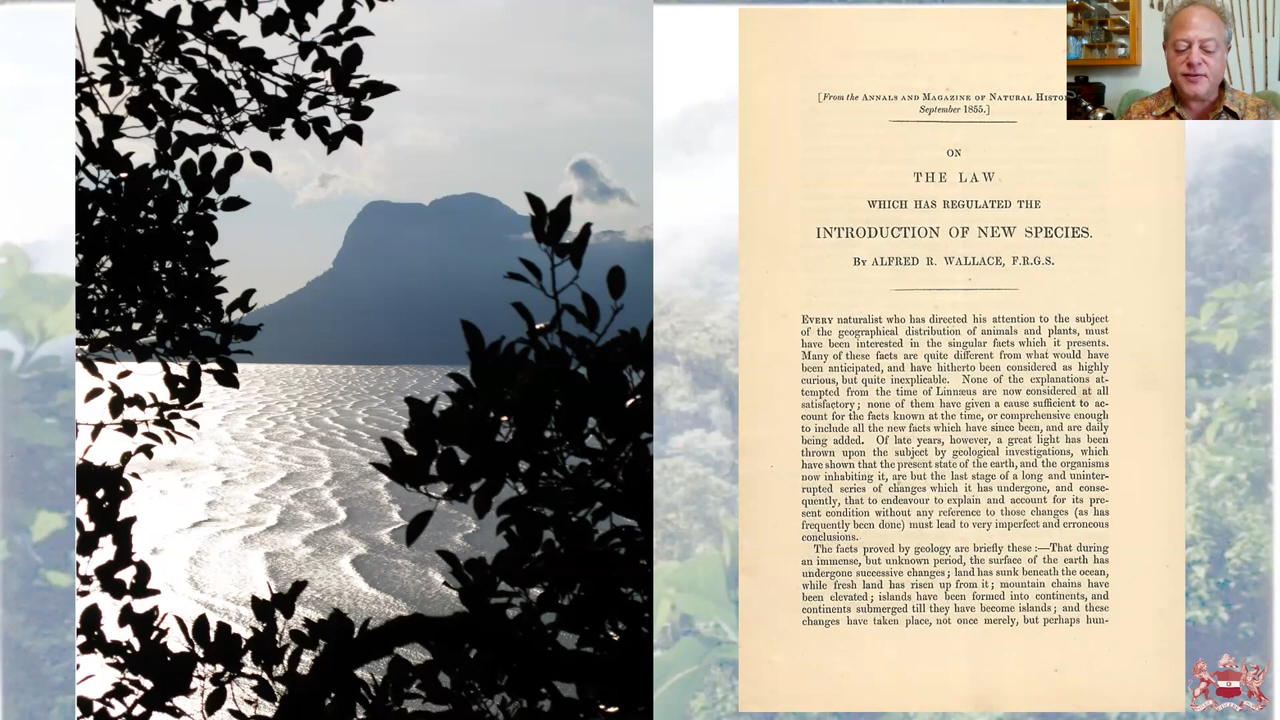 [From the ANNALS AND MAGAZINE OF NATURAL HISTO
September 1855.]
ON
THE LAW
WHICH HAS REGULATED THE
INTRODUCTION OF NEW SPECIES.
By ALFRED R. WALLACE, F.R.G.S.
EVERY naturalist who has directed his attention to the subject
of the geographical distribution of animals and plants, must
have been interested in the singular facts which it presents.
Many of these facts are quite different from what would have
been anticipated, and have hitherto been considered as highly
curious, but quite inexplicable. None of the explanations at-
tempted from the time of Linnæus are now considered at all
satisfactory; none of them have given a cause sufficient to ac-
count for the facts known at the time, or comprehensive enough
to include all the new facts which have since been, and are daily
being added. Of late years, however, a great light has been
thrown upon the subject by geological investigations, which
have shown that the present state of the earth, and the organisms
now inhabiting it, are but the last stage of a long and uninter-
rupted series of changes which it has undergone, and conse-
quently, that to endeavour to explain and account for its pre-
sent condition without any reference to those changes (as has
frequently been done) must lead to very imperfect and erroneous
conclusions.
The facts proved by geology are briefly these :—That during
an immense, but unknown period, the surface of the earth has
undergone successive changes; land has sunk beneath the ocean,
while fresh land has risen up from it; mountain chains have
been elevated; islands have been formed into continents, and
continents submerged till they have become islands; and these
changes have taken place, not once merely, but perhaps hun-